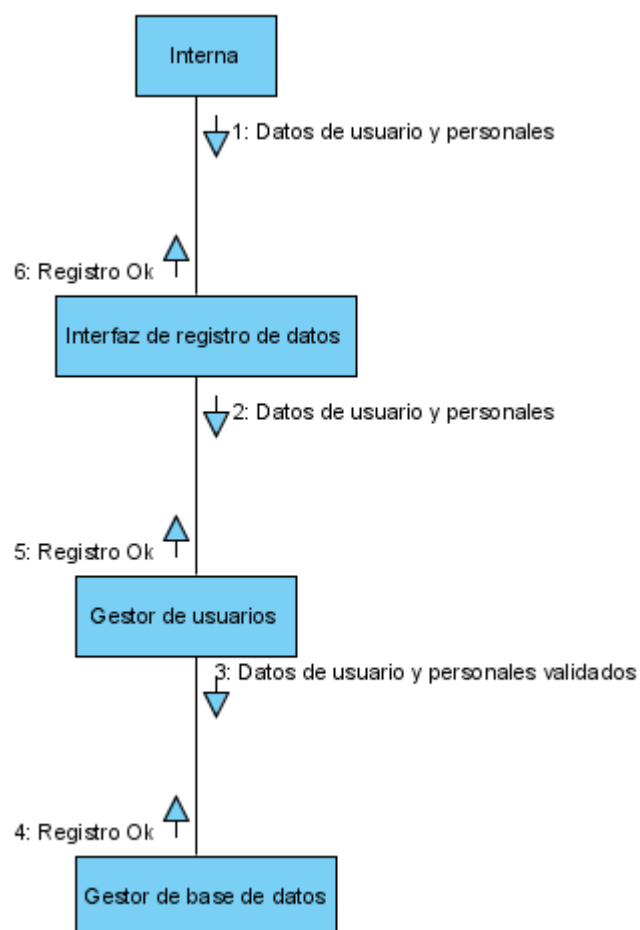 Interna
1: Datos de usuario y personales
6: Registro Ok
Interfaz de registro de datos
2: Datos de usuario y personales
5: Registro Ok
Gestor de usuarios
3: Datos de usuario y personales validados
4: Registro Ok
Gestor de base de datos